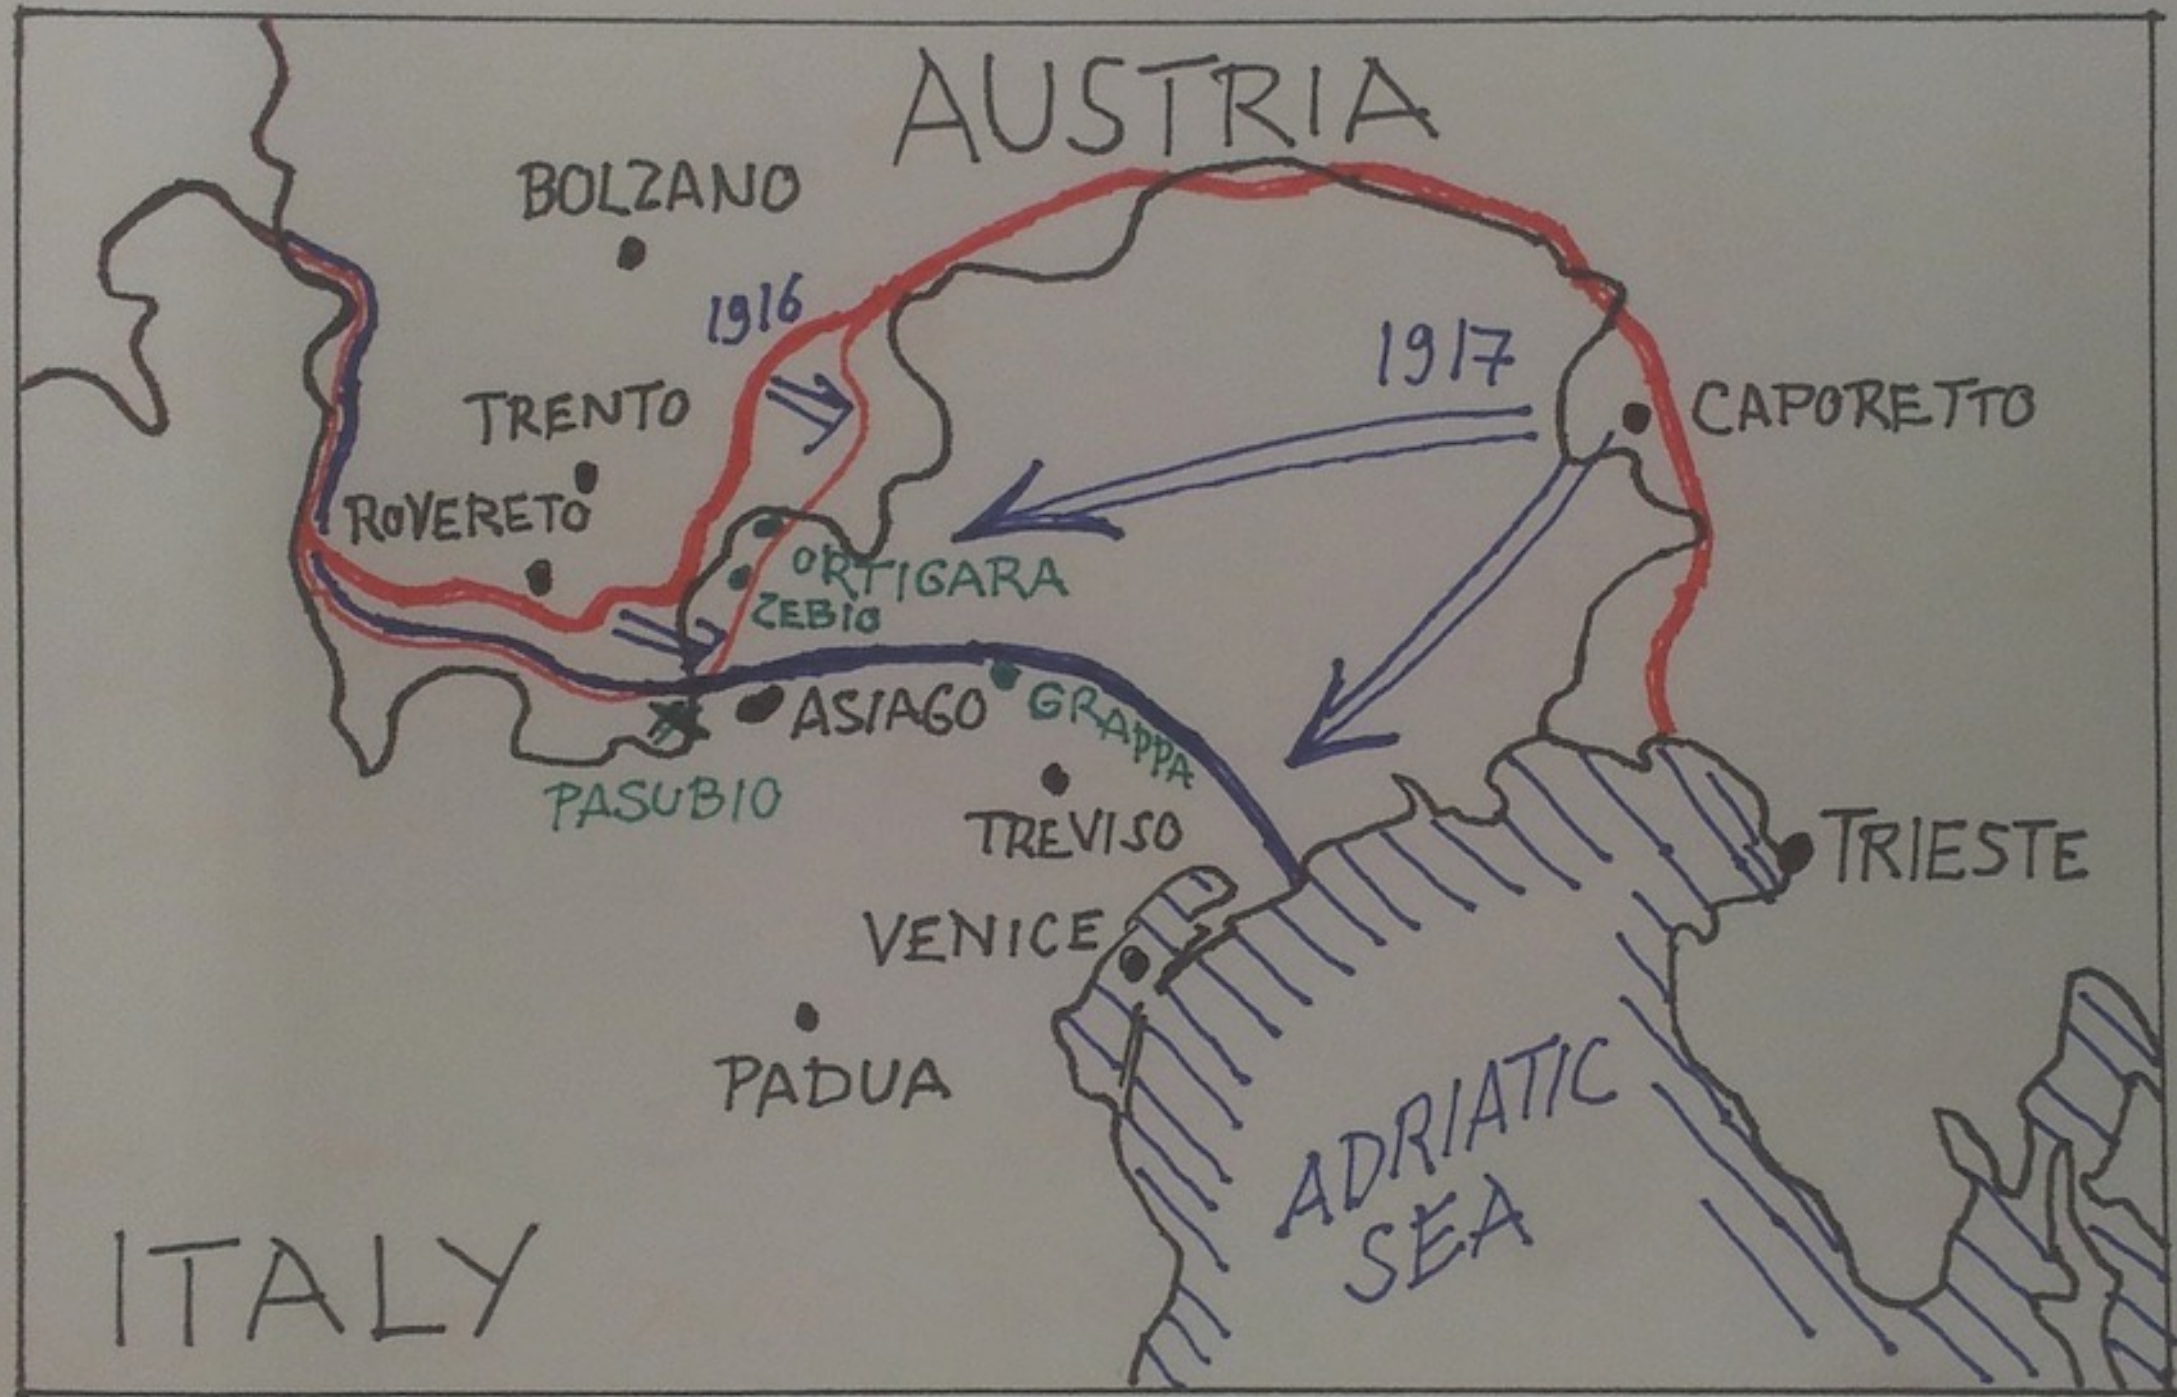 AUSTRIA
BOLZANO
1916
1917
TRENTO
CAPORETTO
ROVERETO
ORTIGARA
ZEBIO
ASIAGO
GRAPPA
PASUBIO
TREVISO
TRIESTE
VENICE
PADUA
ADRIATIC
SEA
ITALY